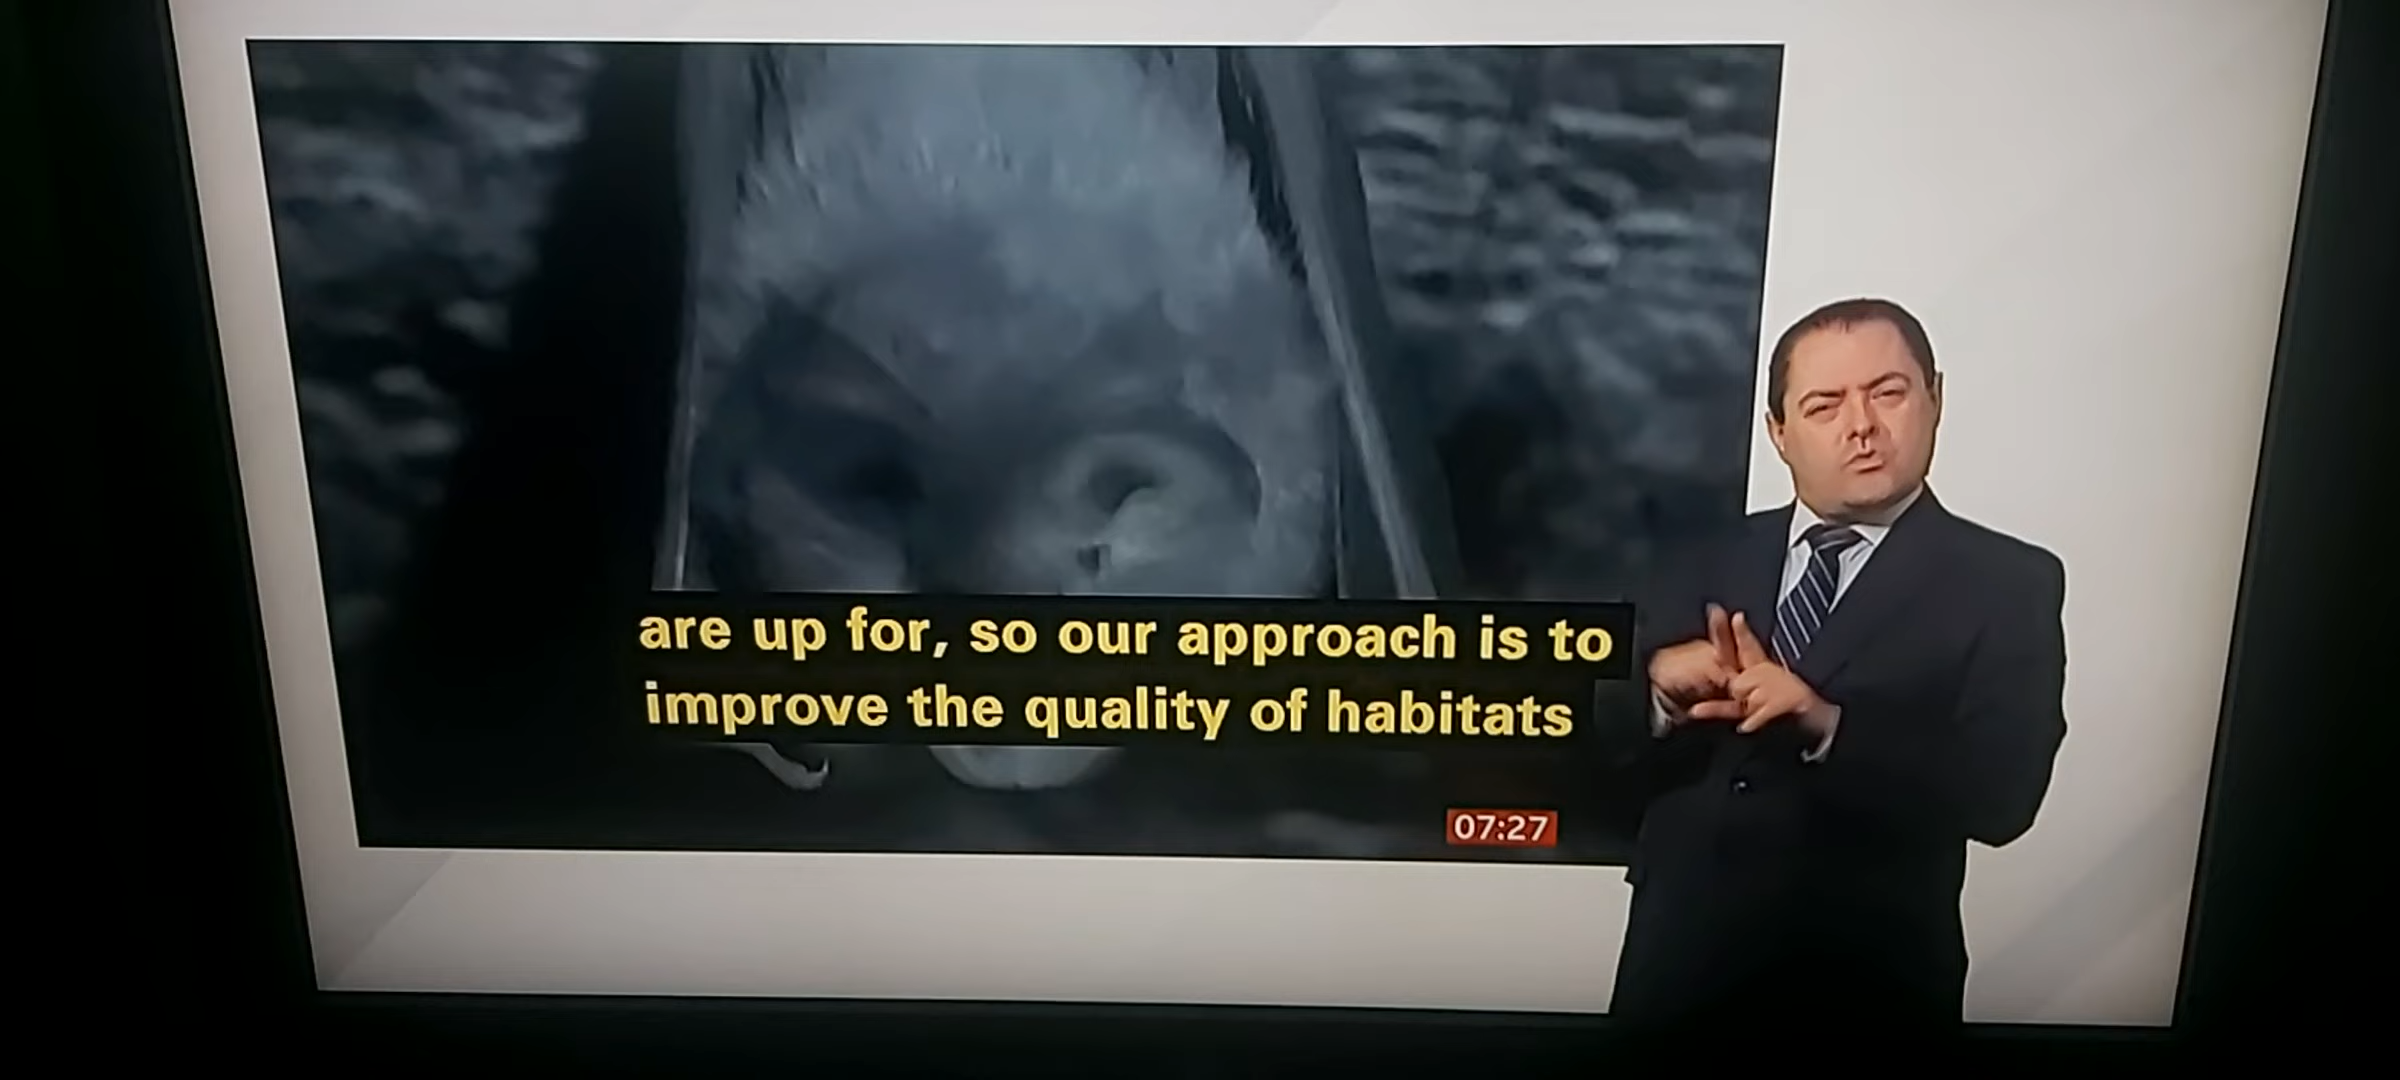 are up for, so our approach is to
improve the quality of habitats
07:27